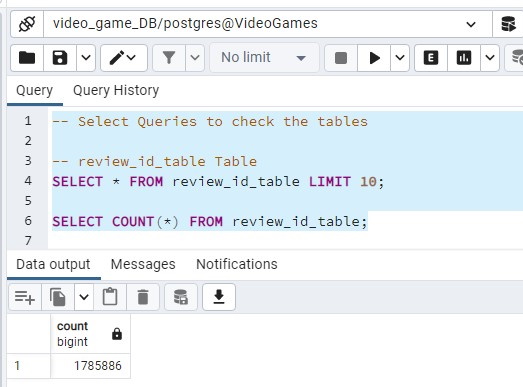 video_game_DB/postgres@VideoGames
No limit
E
Query Query History
1 -- Select Queries to check the tables
2
3 -- review_id_table Table
4 SELECT * FROM review_id_table LIMIT 10;
5
6 SELECT COUNT(*) FROM review_id_table;
7
Data output Messages Notifications
count
bigint
1 1785886